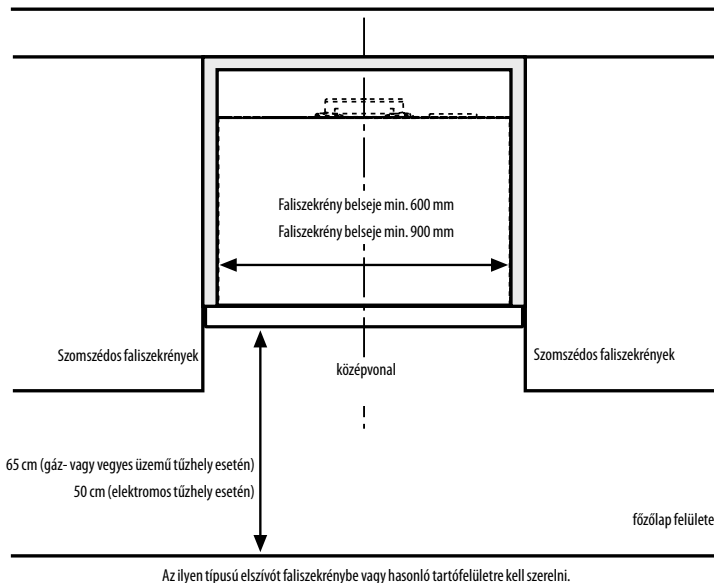 Faliszekrény belseje min. 600 mm
Faliszekrény belseje min. 900 mm
Szomszédos faliszekrények
középvonal
Szomszédos faliszekrények
65 cm (gáz- vagy vegyes üzemű tűzhely esetén)
50 cm (elektromos tűzhely esetén)
főzőlap felülete
Az ilyen típusú elszívót faliszekrénybe vagy hasonló tartófelületre kell szerelni.